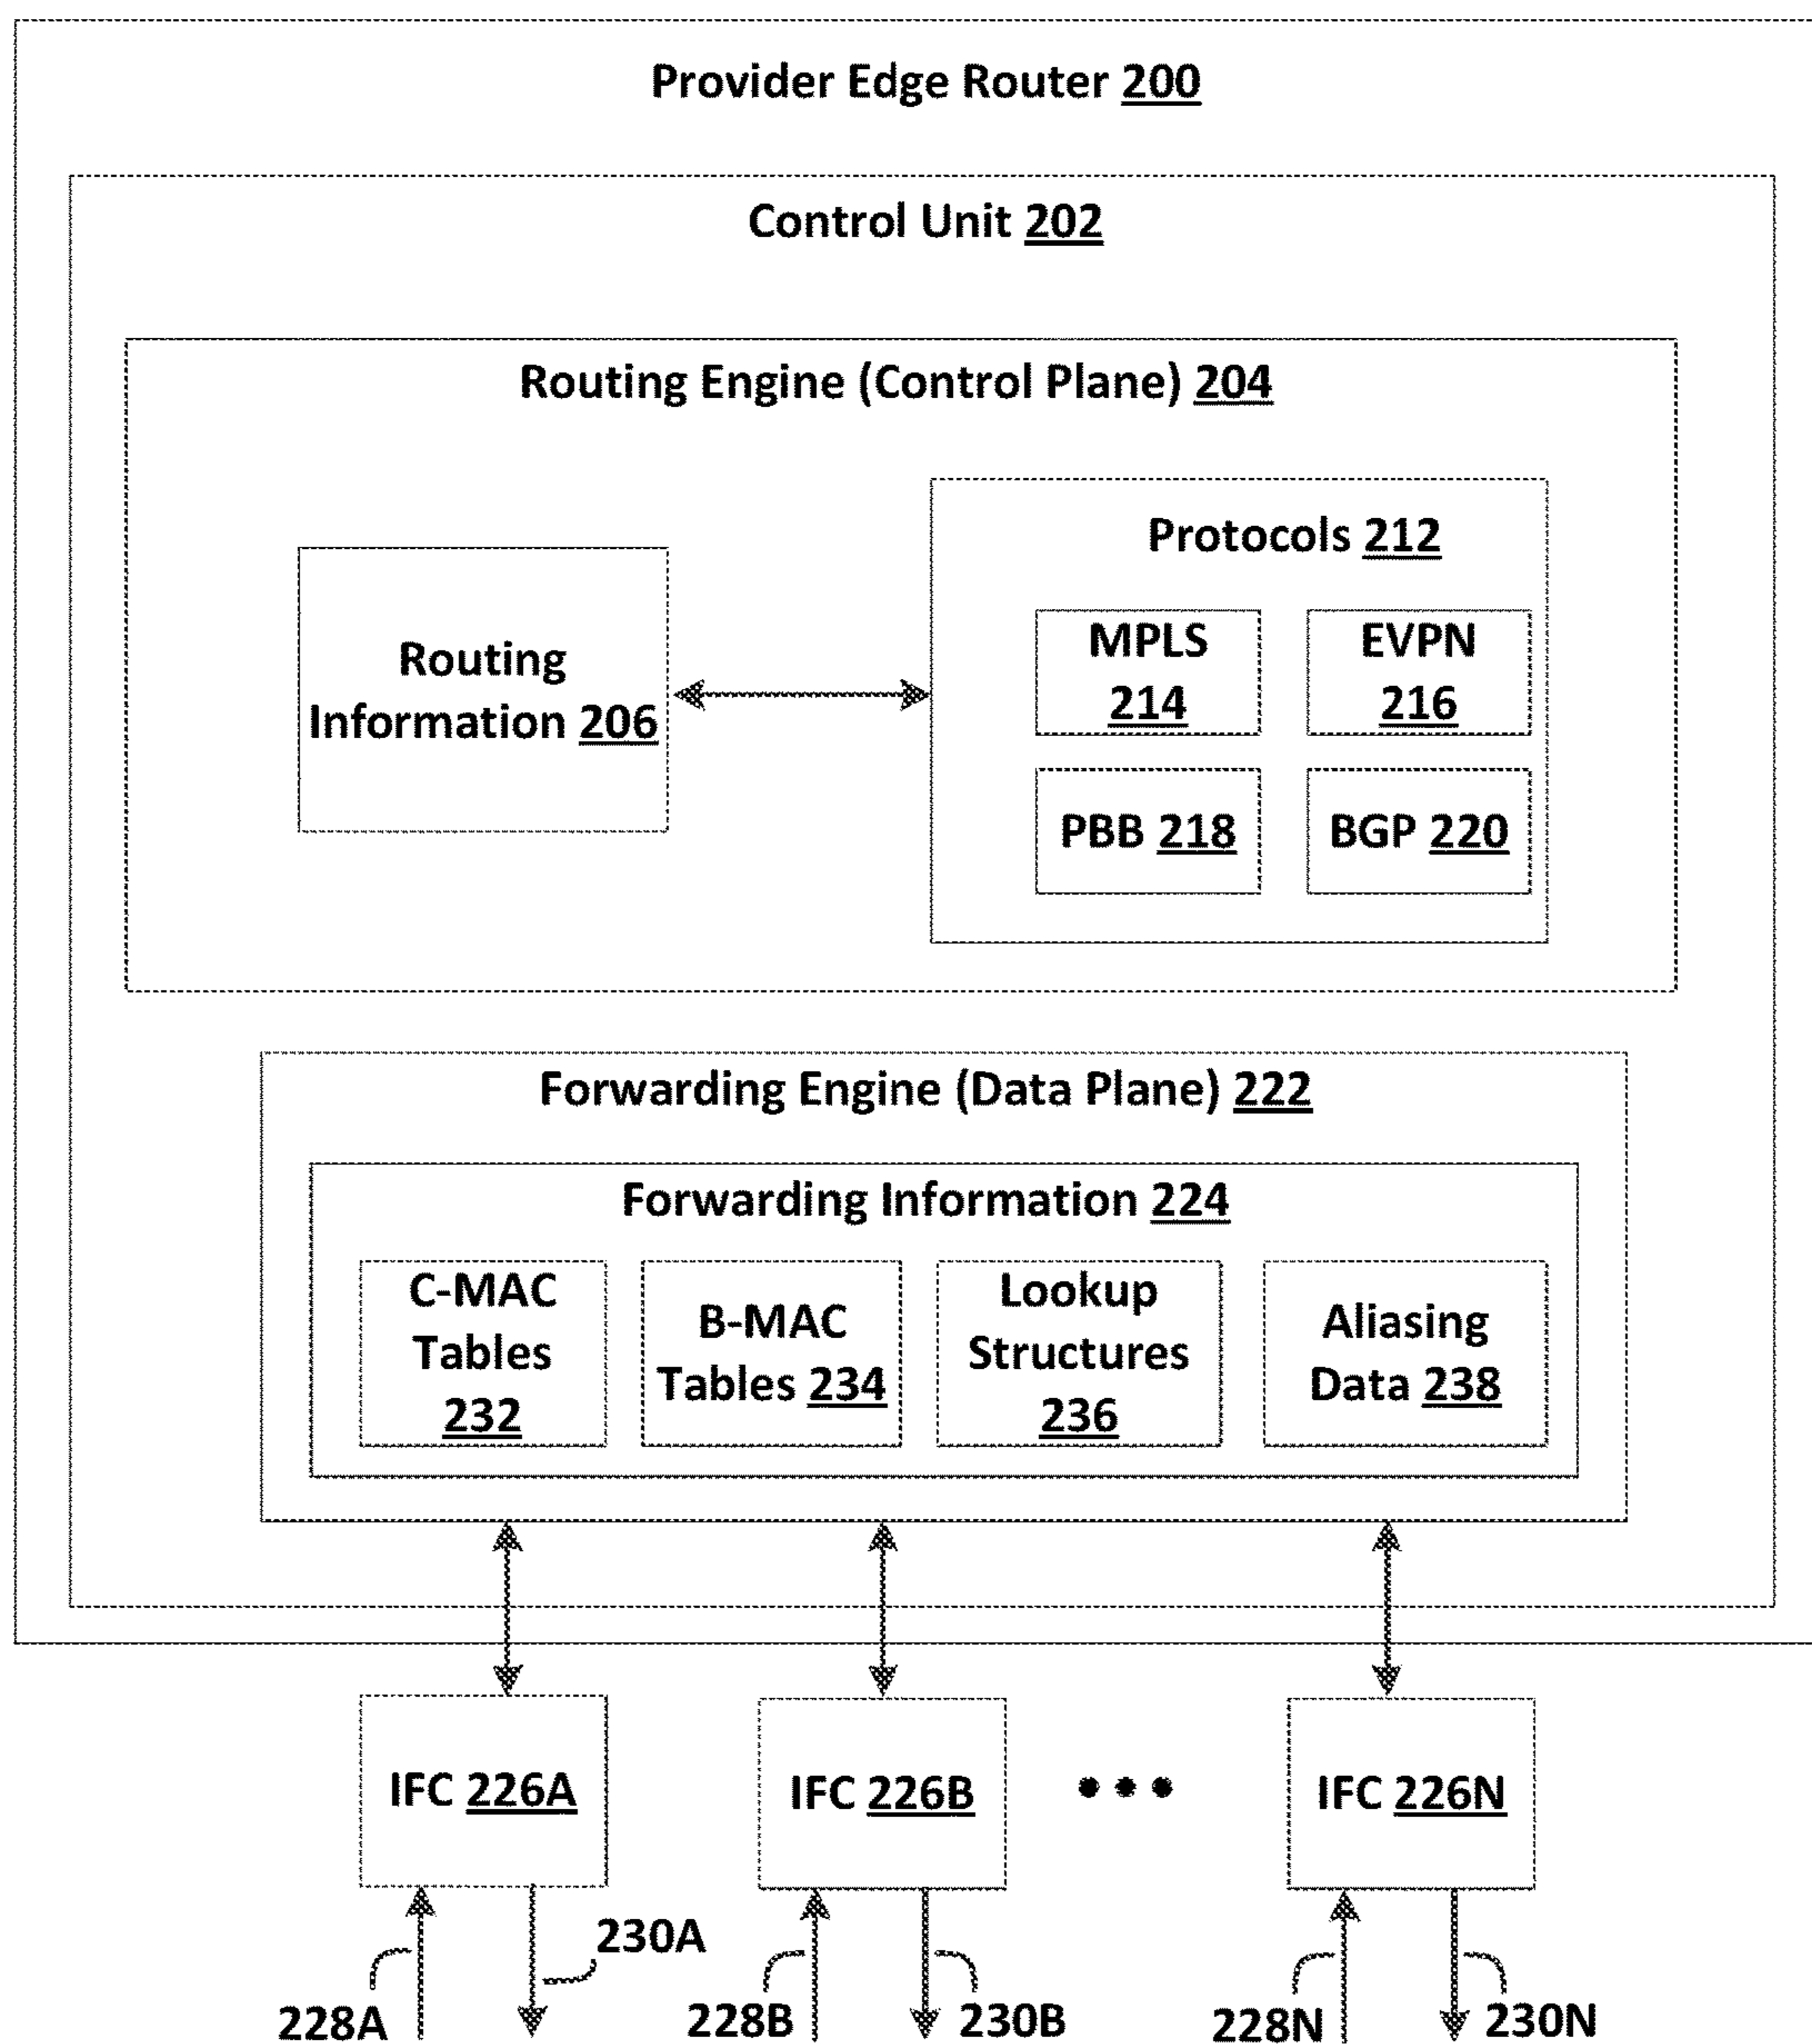 Provider Edge Router 200
Control Unit 202
Routing Engine (Control Plane) 204
Routing
Information 206
Protocols 212
MPLS
214
EVPN
216
PBB 218
BGP 220
Forwarding Engine (Data Plane) 222
Forwarding Information 224
C-MAC
Tables
232
B-MAC
Tables 234
Lookup
Structures
236
Aliasing
Data 238
IFC 226A
IFC 226B
IFC 226N
228A
230A
228B
230B
228N
230N